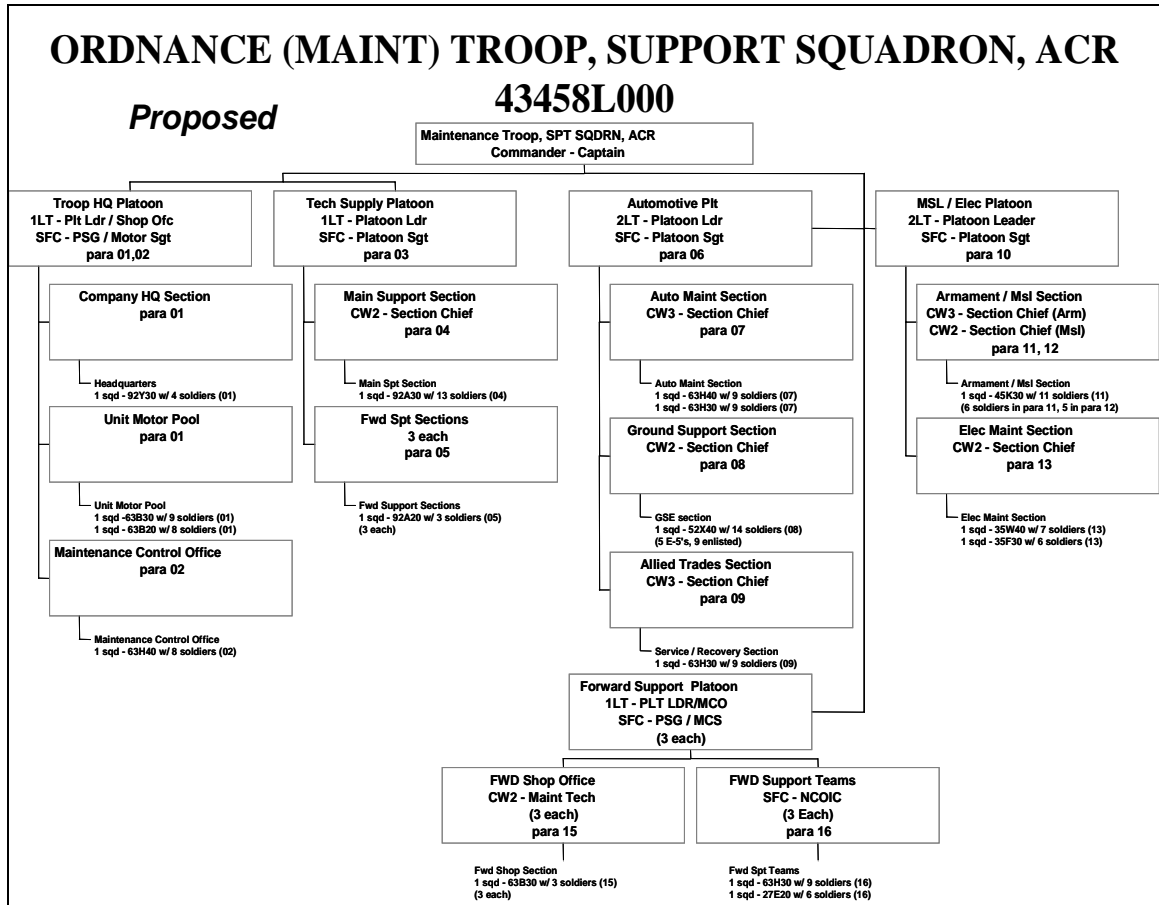 ORDNANCE (MAINT) TROOP, SUPPORT SQUADRON, ACR
43458L000
Proposed
Maintenance Troop, SPT SQDRN, ACR
Commander - Captain
Troop HQ Platoon
1LT - Plt Ldr / Shop Ofc
SFC - PSG / Motor Sgt
para 01,02
Company HQ Section
para 01
Headquarters
1 sqd - 92Y30 w/ 4 soldiers (01)
Unit Motor Pool
para 01
Unit Motor Pool
1 sqd -63B30 w/ 9 soldiers (01)
1 sqd - 63B20 w/ 8 soldiers (01)
Maintenance Control Office
para 02
Maintenance Control Office
1 sqd - 63H40 w/ 8 soldiers (02)
Tech Supply Platoon
1LT - Platoon Ldr
SFC - Platoon Sgt
para 03
Main Support Section
CW2 - Section Chief
para 04
Main Spt Section
1 sqd - 92A30 w/ 13 soldiers (04)
Fwd Spt Sections
3 each
para 05
Fwd Support Sections
1 sqd - 92A20 w/ 3 soldiers (05)
(3 each)
Automotive Plt
2LT - Platoon Ldr
SFC - Platoon Sgt
para 06
Auto Maint Section
CW3 - Section Chief
para 07
Auto Maint Section
1 sqd - 63H40 w/ 9 soldiers (07)
1 sqd - 63H30 w/ 9 soldiers (07)
Ground Support Section
CW2 - Section Chief
para 08
GSE section
1 sqd - 52X40 w/ 14 soldiers (08)
(5 E-5's, 9 enlisted)
Allied Trades Section
CW3 - Section Chief
para 09
Service / Recovery Section
1 sqd - 63H30 w/ 9 soldiers (09)
MSL / Elec Platoon
2LT - Platoon Leader
SFC - Platoon Sgt
para 10
Armament / Msl Section
CW3 - Section Chief (Arm)
CW2 - Section Chief (Msl)
para 11, 12
Armament / Msl Section
1 sqd - 45K30 w/ 11 soldiers (11)
(6 soldiers in para 11, 5 in para 12)
Elec Maint Section
CW2 - Section Chief
para 13
Elec Maint Section
1 sqd - 35W40 w/ 7 soldiers (13)
1 sqd - 35F30 w/ 6 soldiers (13)
Forward Support Platoon
1LT - PLT LDR/MCO
SFC - PSG / MCS
(3 each)
FWD Shop Office
CW2 - Maint Tech
(3 each)
para 15
Fwd Shop Section
1 sqd - 63B30 w/ 3 soldiers (15)
(3 each)
FWD Support Teams
SFC - NCOIC
(3 Each)
para 16
Fwd Spt Teams
1 sqd - 63H30 w/ 9 soldiers (16)
1 sqd - 27E20 w/ 6 soldiers (16)